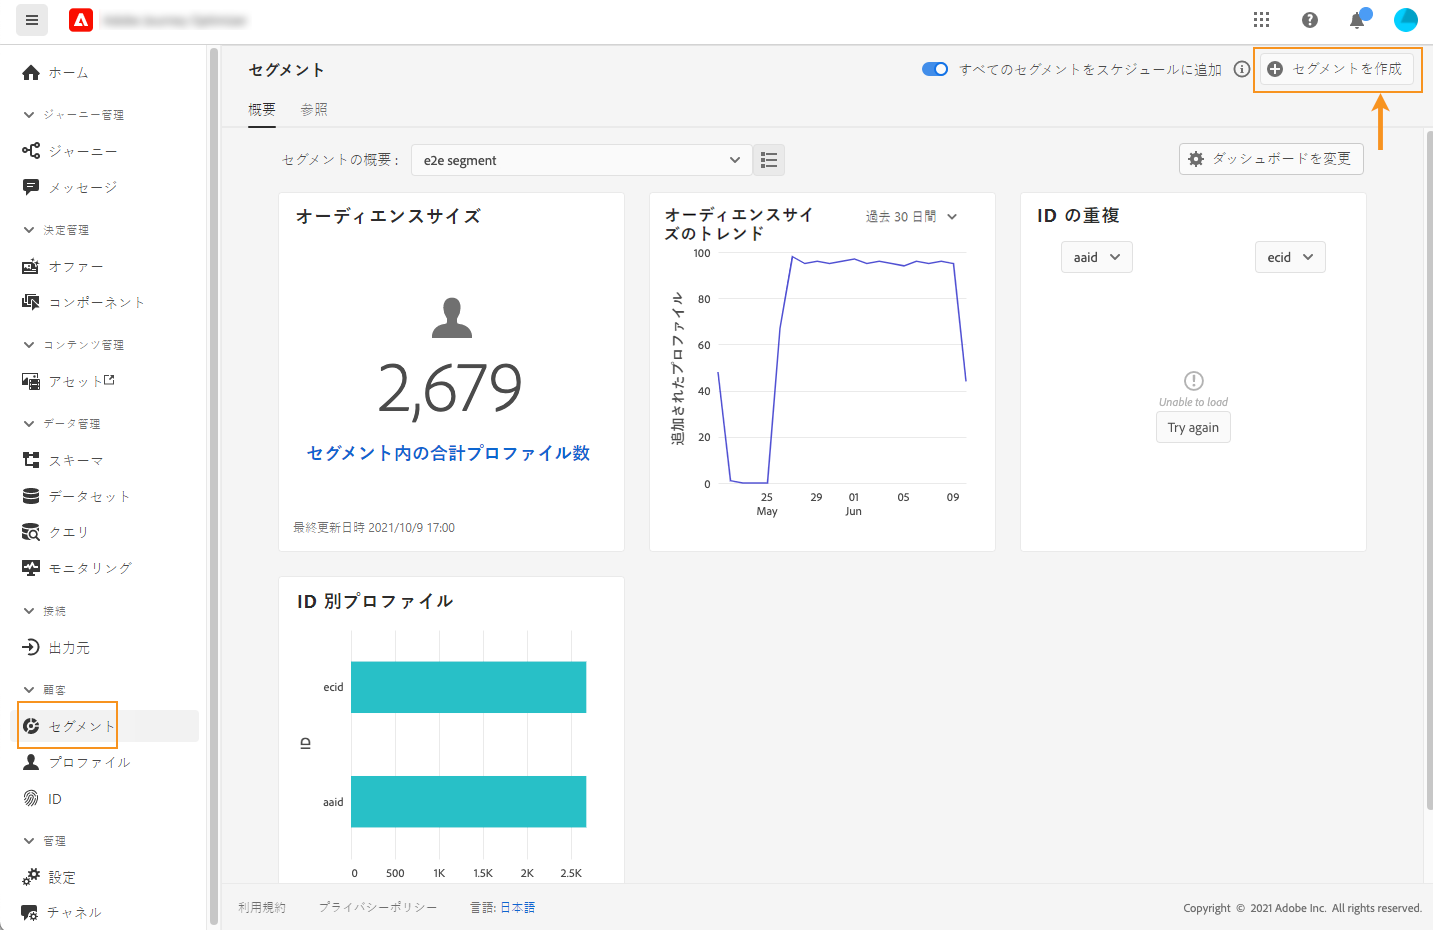 ホーム
ジャーニー管理
ジャーニー
メッセージ
決定管理
オファー
コンポーネント
コンテンツ管理
アセット
データ管理
スキーマ
データセット
クエリ
モニタリング
接続
出力元
顧客
セグメント
プロファイル
ID
管理
設定
チャネル
セグメント
すべてのセグメントをスケジュールに追加
セグメントを作成
概要 参照
セグメントの概要 : e2e segment
ダッシュボードを変更
オーディエンスサイズ
2,679
セグメント内の合計プロファイル数
最終更新日時 2021/10/9 17:00
オーディエンスサイ
ズのトレンド
過去 30 日間
追加されたプロファイル
100
80
60
40
20
0
25 29 01 05 09
May Jun
ID の重複
aaid ecid
Unable to load
Try again
ID 別プロファイル
ID
ecid
aaid
0 500 1K 1.5K 2K 2.5K
利用規約 プライバシーポリシー 言語: 日本語
Copyright © 2021 Adobe Inc. All rights reserved.